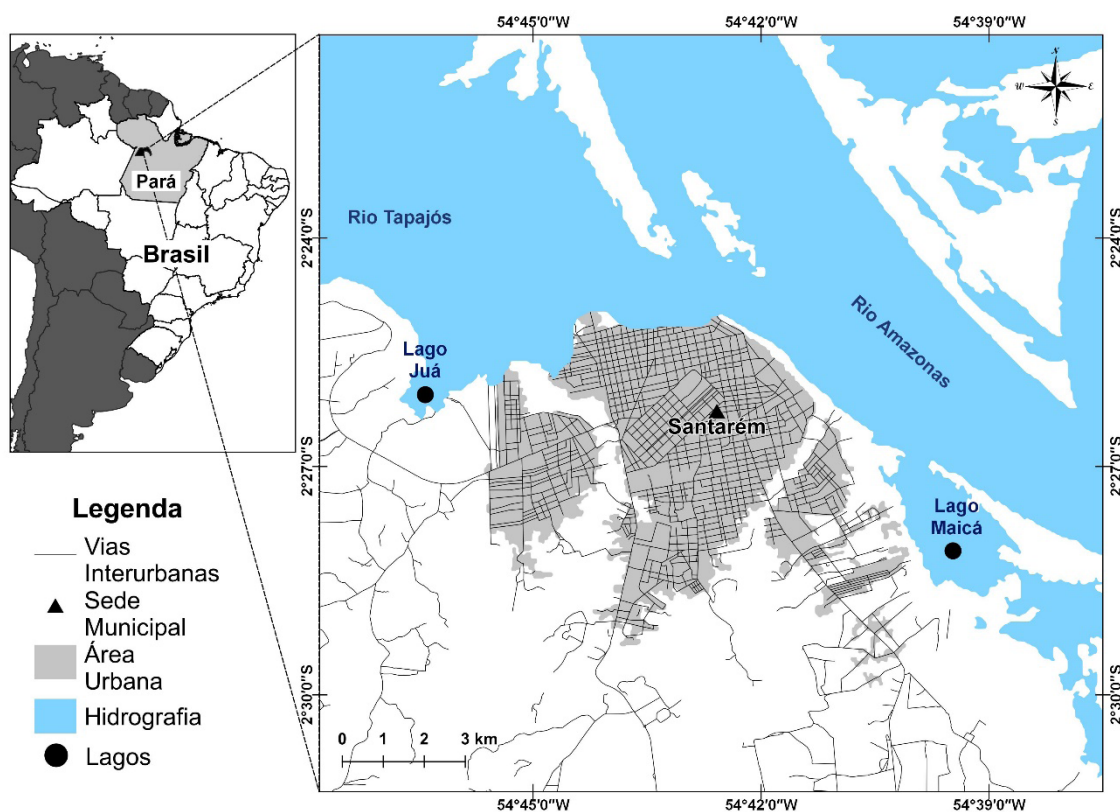 54°45'0"W 54°42'0"W 54°39'0"W
N
W E
S
Pará
Brasil
Rio Tapajós
2°24'0"S 2°24'0"S
Rio Amazonas
Lago
Juá
Santarém
2°27'0"S 2°27'0"S
Lago
Maicá
Legenda
Vias
Interurbanas
Sede
Municipal
Área
Urbana
Hidrografia
Lagos
2°30'0"S 2°30'0"S
0 1 2 3 km
54°45'0"W 54°42'0"W 54°39'0"W